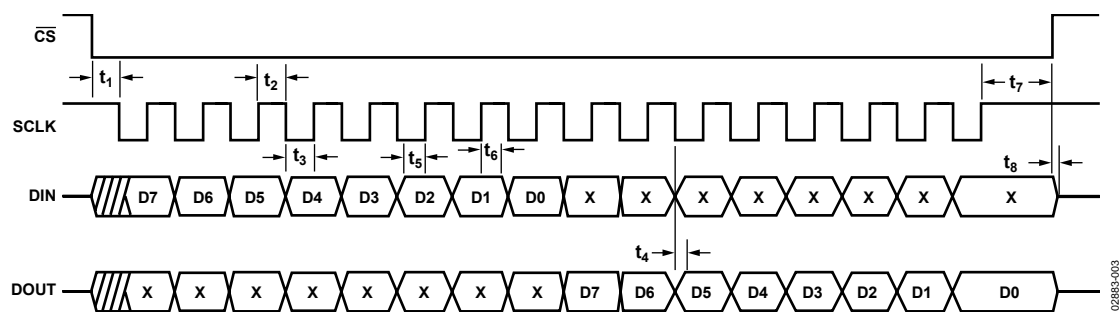 CS
t1
t2
t7
SCLK
t3
t5
t6
t8
DIN
D7 D6 D5 D4 D3 D2 D1 D0 X X X X X X X X
t4
DOUT
X X X X X X X X D7 D6 D5 D4 D3 D2 D1 D0
02883-003